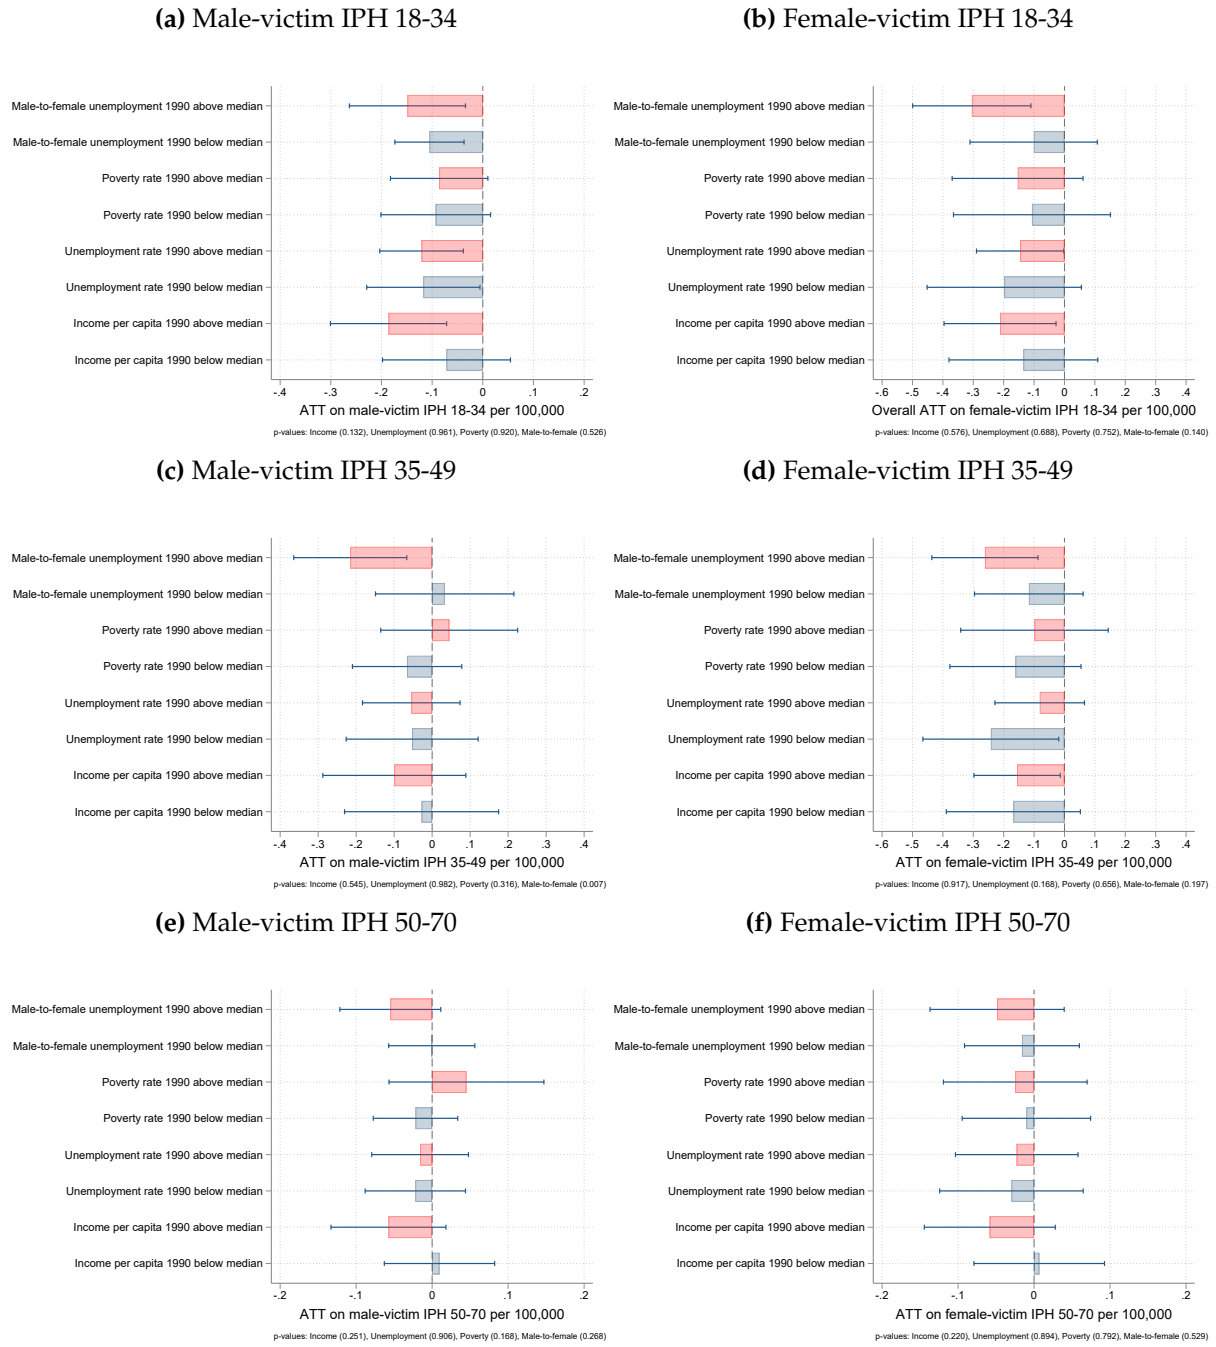 (a) Male-victim IPH 18-34
Male-to-female unemployment 1990 above median
Male-to-female unemployment 1990 below median
Poverty rate 1990 above median
Poverty rate 1990 below median
Unemployment rate 1990 above median
Unemployment rate 1990 below median
Income per capita 1990 above median
Income per capita 1990 below median
-.4 -.3 -.2 -.1 0 .1 .2
ATT on male-victim IPH 18-34 per 100,000
p-values: Income (0.132), Unemployment (0.961), Poverty (0.920), Male-to-female (0.526)
(b) Female-victim IPH 18-34
Male-to-female unemployment 1990 above median
Male-to-female unemployment 1990 below median
Poverty rate 1990 above median
Poverty rate 1990 below median
Unemployment rate 1990 above median
Unemployment rate 1990 below median
Income per capita 1990 above median
Income per capita 1990 below median
-.6 -.5 -.4 -.3 -.2 -.1 0 .1 .2 .3 .4
Overall ATT on female-victim IPH 18-34 per 100,000
p-values: Income (0.576), Unemployment (0.688), Poverty (0.752), Male-to-female (0.140)
(c) Male-victim IPH 35-49
Male-to-female unemployment 1990 above median
Male-to-female unemployment 1990 below median
Poverty rate 1990 above median
Poverty rate 1990 below median
Unemployment rate 1990 above median
Unemployment rate 1990 below median
Income per capita 1990 above median
Income per capita 1990 below median
-.4 -.3 -.2 -.1 0 .1 .2 .3 .4
ATT on male-victim IPH 35-49 per 100,000
p-values: Income (0.545), Unemployment (0.982), Poverty (0.316), Male-to-female (0.007)
(d) Female-victim IPH 35-49
Male-to-female unemployment 1990 above median
Male-to-female unemployment 1990 below median
Poverty rate 1990 above median
Poverty rate 1990 below median
Unemployment rate 1990 above median
Unemployment rate 1990 below median
Income per capita 1990 above median
Income per capita 1990 below median
-.6 -.5 -.4 -.3 -.2 -.1 0 .1 .2 .3 .4
ATT on female-victim IPH 35-49 per 100,000
p-values: Income (0.917), Unemployment (0.168), Poverty (0.656), Male-to-female (0.197)
(e) Male-victim IPH 50-70
Male-to-female unemployment 1990 above median
Male-to-female unemployment 1990 below median
Poverty rate 1990 above median
Poverty rate 1990 below median
Unemployment rate 1990 above median
Unemployment rate 1990 below median
Income per capita 1990 above median
Income per capita 1990 below median
-.2 -.1 0 .1 .2
ATT on male-victim IPH 50-70 per 100,000
p-values: Income (0.251), Unemployment (0.906), Poverty (0.168), Male-to-female (0.268)
(f) Female-victim IPH 50-70
Male-to-female unemployment 1990 above median
Male-to-female unemployment 1990 below median
Poverty rate 1990 above median
Poverty rate 1990 below median
Unemployment rate 1990 above median
Unemployment rate 1990 below median
Income per capita 1990 above median
Income per capita 1990 below median
-.2 -.1 0 .1 .2
ATT on female-victim IPH 50-70 per 100,000
p-values: Income (0.220), Unemployment (0.894), Poverty (0.792), Male-to-female (0.529)